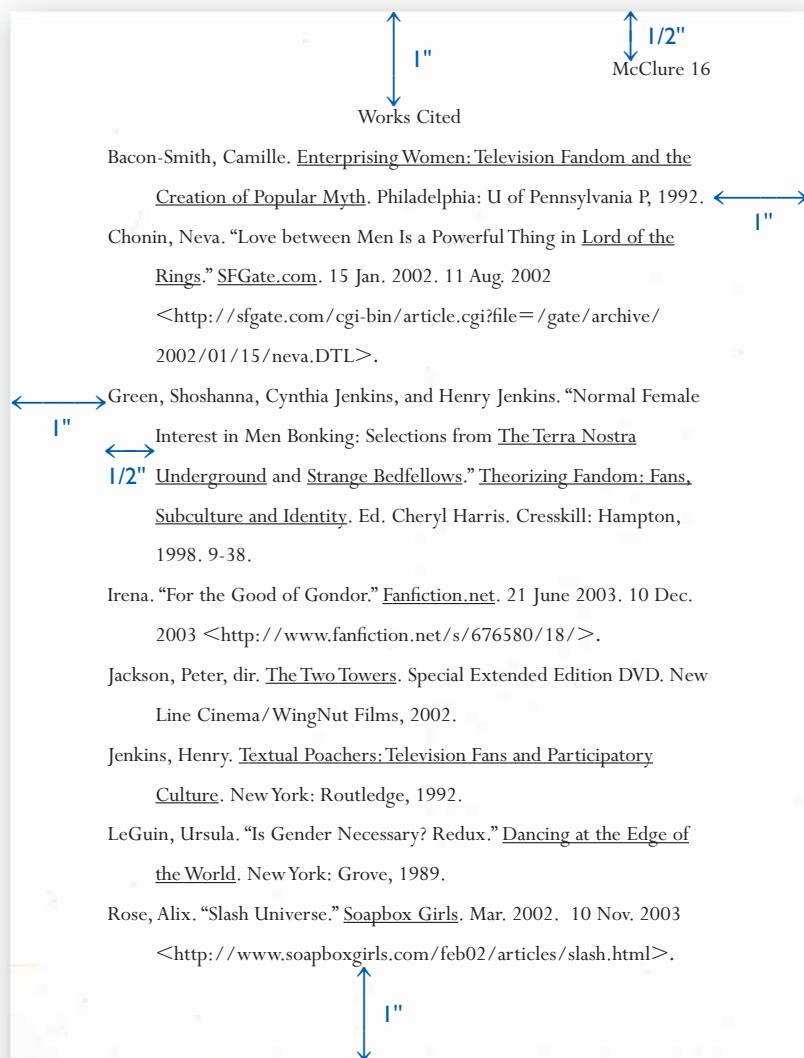 1"
1/2"
McClure 16
Works Cited
Bacon-Smith, Camille. Enterprising Women: Television Fandom and the
Creation of Popular Myth. Philadelphia: U of Pennsylvania P, 1992.
1"
Chonin, Neva. “Love between Men Is a Powerful Thing in Lord of the
Rings.” SFGate.com. 15 Jan. 2002. 11 Aug. 2002
<http://sfgate.com/cgi-bin/article.cgi?file=/gate/archive/
2002/01/15/neva.DTL>.
Green, Shoshanna, Cynthia Jenkins, and Henry Jenkins. “Normal Female
1"
Interest in Men Bonking: Selections from The Terra Nostra
1/2"
Underground and Strange Bedfellows.” Theorizing Fandom: Fans,
Subculture and Identity. Ed. Cheryl Harris. Cresskill: Hampton,
1998. 9-38.
Irena. “For the Good of Gondor.” Fanfiction.net. 21 June 2003. 10 Dec.
2003 <http://www.fanfiction.net/s/676580/18/>.
Jackson, Peter, dir. The Two Towers. Special Extended Edition DVD. New
Line Cinema/WingNut Films, 2002.
Jenkins, Henry. Textual Poachers: Television Fans and Participatory
Culture. New York: Routledge, 1992.
LeGuin, Ursula. “Is Gender Necessary? Redux.” Dancing at the Edge of
the World. New York: Grove, 1989.
Rose, Alix. “Slash Universe.” Soapbox Girls. Mar. 2002.  10 Nov. 2003
<http://www.soapboxgirls.com/feb02/articles/slash.html>.
1"